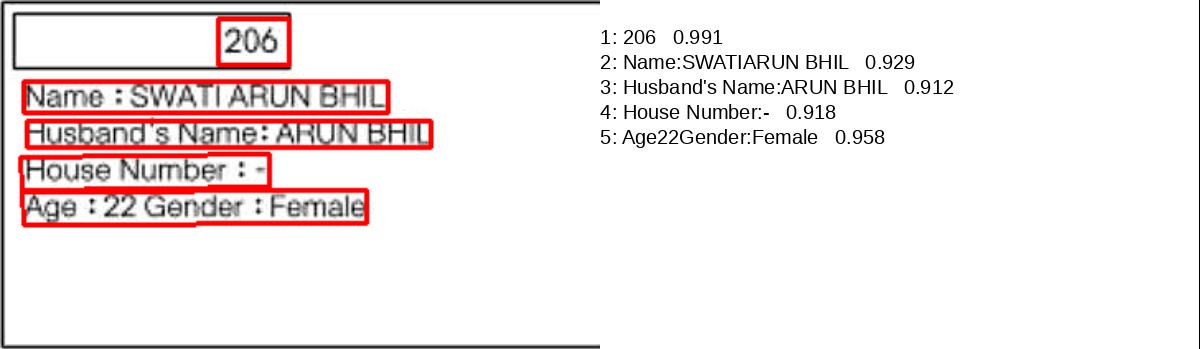 206
Name : SWATI ARUN BHIL
Husband's Name: ARUN BHIL
House Number : -
Age : 22 Gender : Female
1: 206 0.991
2: Name:SWATIARUN BHIL 0.929
3: Husband's Name:ARUN BHIL 0.912
4: House Number:- 0.918
5: Age22Gender:Female 0.958